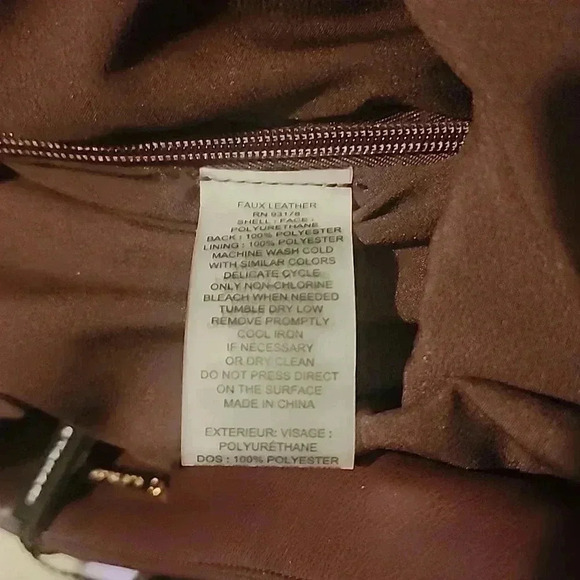 FAUX LEATHER
RN 93178
SHELL : FACE :
POLYURETHANE
BACK : 100% POLYESTER
LINING : 100% POLYESTER
MACHINE WASH COLD
WITH SIMILAR COLORS
DELICATE CYCLE
ONLY NON-CHLORINE
BLEACH WHEN NEEDED
TUMBLE DRY LOW
REMOVE PROMPTLY
COOL IRON
IF NECESSARY
OR DRY CLEAN
DO NOT PRESS DIRECT
ON THE SURFACE
MADE IN CHINA
EXTERIEUR: VISAGE :
POLYURÉTHANE
DOS : 100% POLYESTER